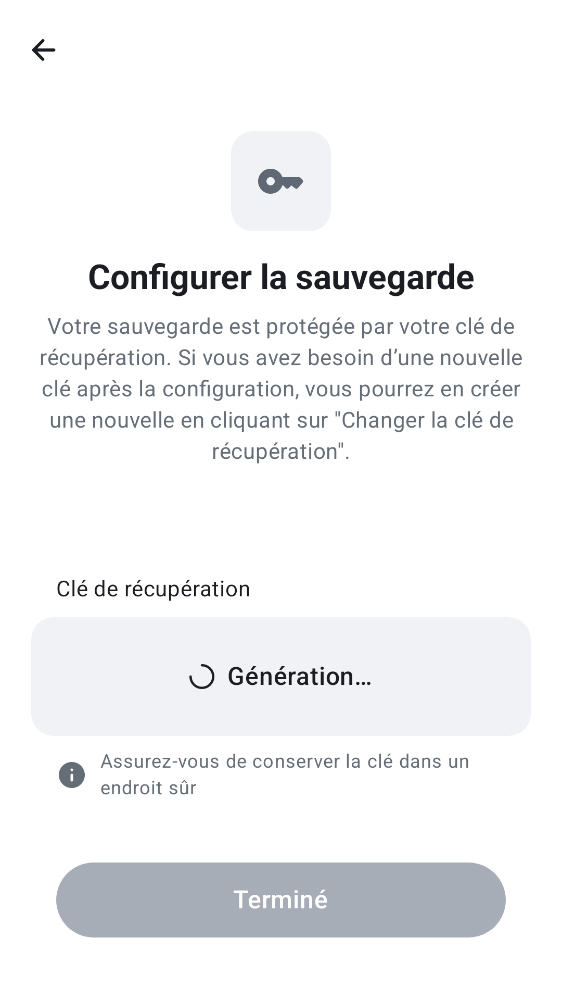 Configurer la sauvegarde
Votre sauvegarde est protégée par votre clé de
récupération. Si vous avez besoin d’une nouvelle
clé après la configuration, vous pourrez en créer
une nouvelle en cliquant sur "Changer la clé de
récupération".
Clé de récupération
Génération…
Assurez-vous de conserver la clé dans un
endroit sûr
Terminé